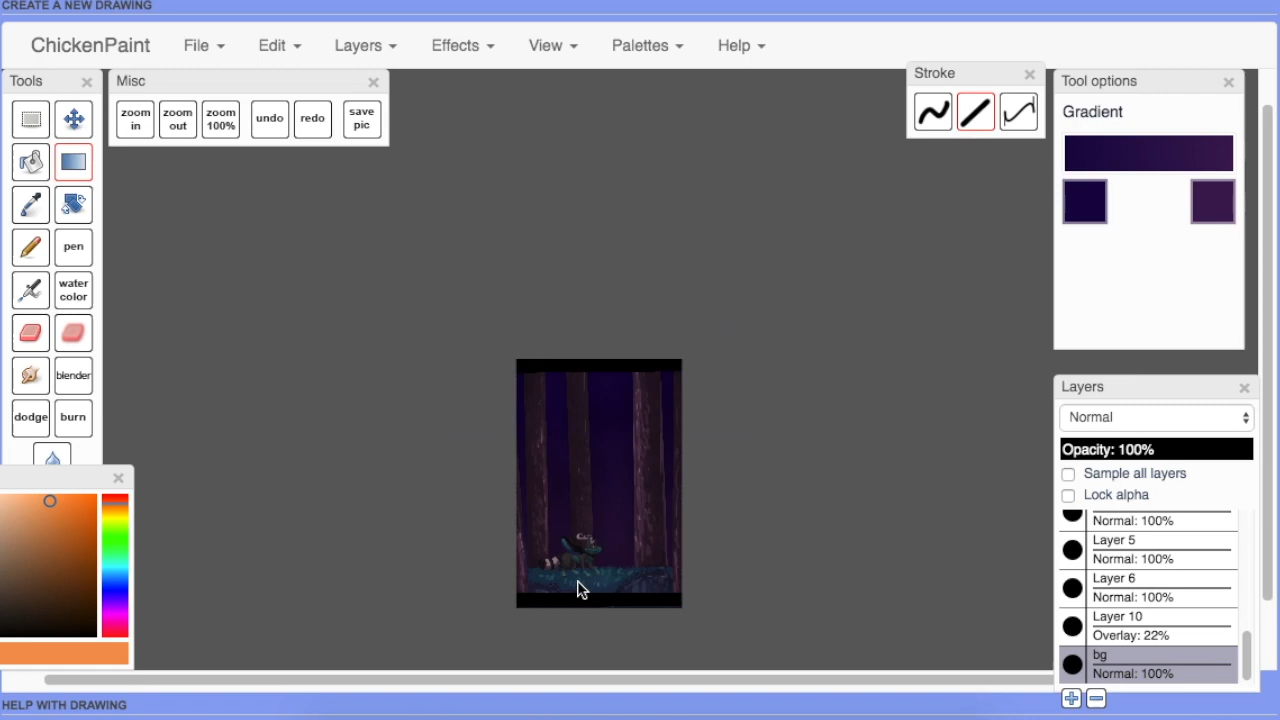 CREATE A NEW DRAWING
ChickenPaint File Edit Layers Effects View Palettes Help
Tools
Misc
Stroke
Tool options
zoom in
zoom out
zoom 100%
undo
redo
save pic
Gradient
pen
water color
blender
dodge
burn
Layers
Normal
Opacity: 100%
Sample all layers
Lock alpha
Normal: 100%
Layer 5
Normal: 100%
Layer 6
Normal: 100%
Layer 10
Overlay: 22%
bg
Normal: 100%
HELP WITH DRAWING